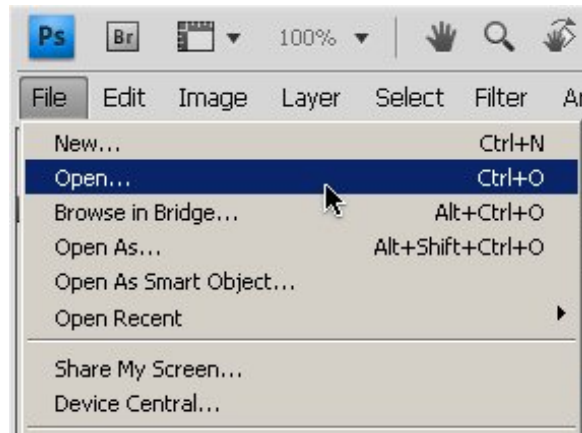 Ps Br 100%
File Edit Image Layer Select Filter
New... Ctrl+N
Open... Ctrl+O
Browse in Bridge... Alt+Ctrl+O
Open As... Alt+Shift+Ctrl+O
Open As Smart Object...
Open Recent
Share My Screen...
Device Central...